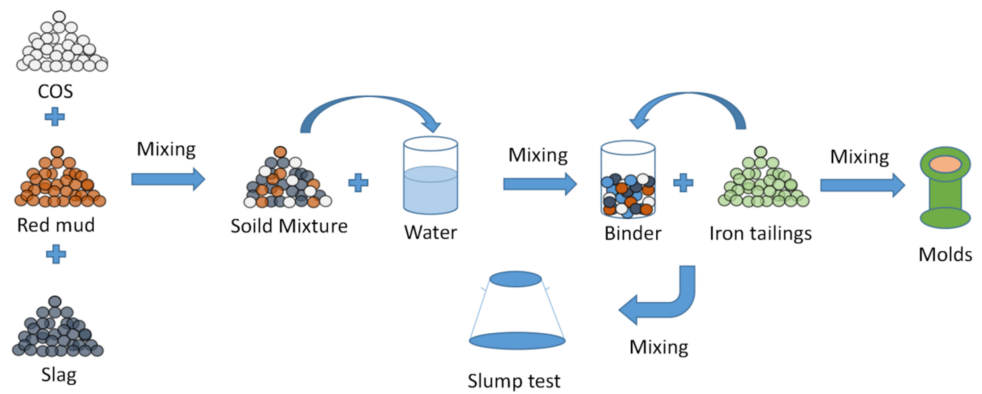 COS
Mixing
Red mud
Slag
Soild Mixture
Water
Mixing
Binder
Iron tailings
Mixing
Molds
Mixing
Slump test